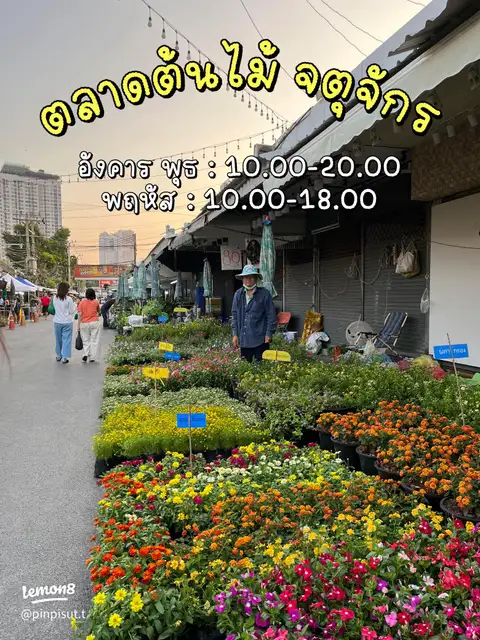 ตลาดต้นไม้ จตุจักร
อังคาร พุธ : 10.00-20.00
พฤหัส : 10.00-18.00
lemon8
@pinpisut.t